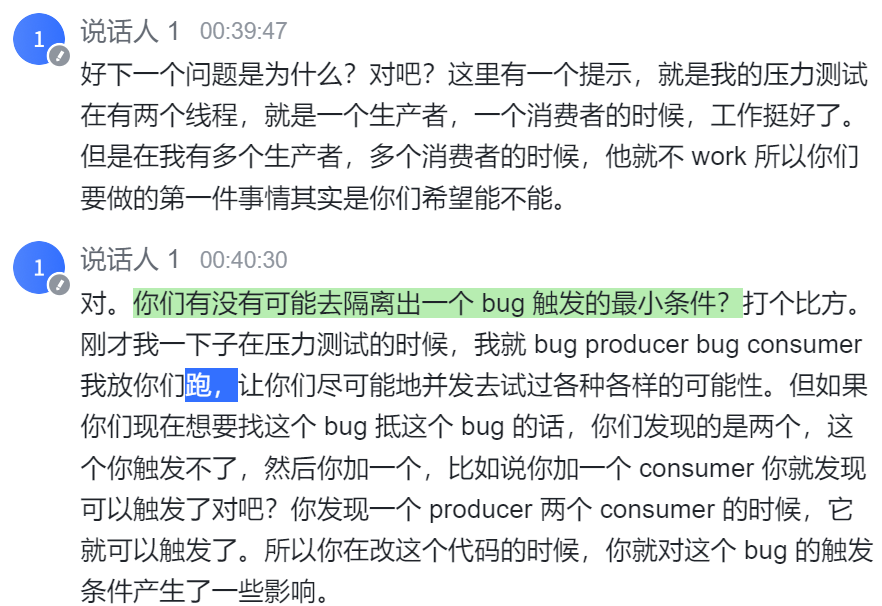 1 说话人 1 00:39:47
好下一个问题是为什么？对吧？这里有一个提示，就是我的压力测试
在有两个线程，就是一个生产者，一个消费者的时候，工作挺好了。
但是在我有多个生产者，多个消费者的时候，他就不 work 所以你们
要做的第一件事情其实是你们希望能不能。
1 说话人 1 00:40:30
对。你们有没有可能去隔离出一个 bug 触发的最小条件？打个比方。
刚才我一下子在压力测试的时候，我就 bug producer bug consumer
我放你们跑，让你们尽可能地并发去试过各种各样的可能性。但如果
你们现在想要找这个 bug 抵这个 bug 的话，你们发现的是两个，这
个你触发不了，然后你加一个，比如说你加一个 consumer 你就发现
可以触发了对吧？你发现一个 producer 两个 consumer 的时候，它
就可以触发了。所以你在改这个代码的时候，你就对这个 bug 的触发
条件产生了一些影响。